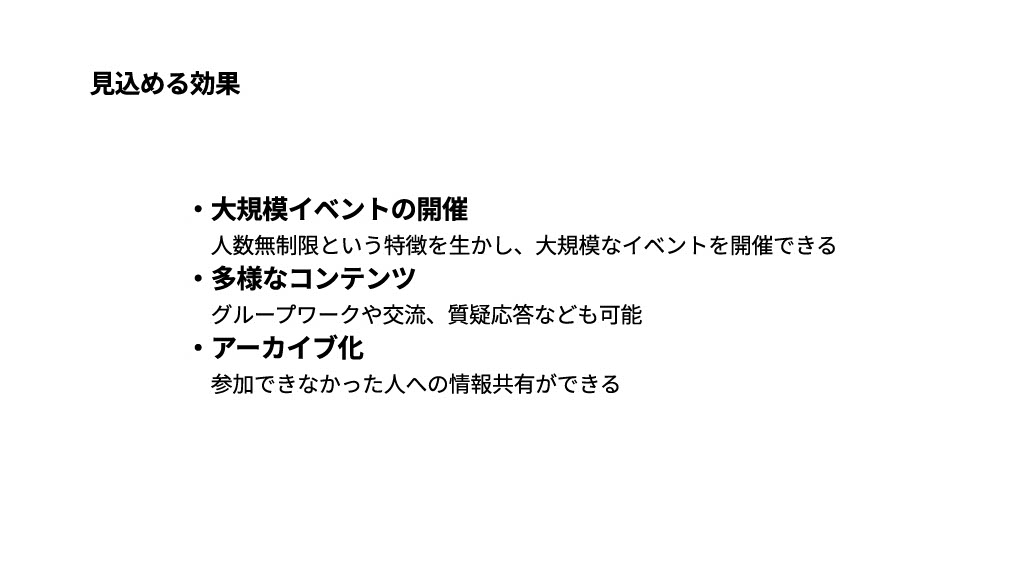 見込める効果
・大規模イベントの開催
人数無制限という特徴を生かし、大規模なイベントを開催できる
・多様なコンテンツ
グループワークや交流、質疑応答なども可能
・アーカイブ化
参加できなかった人への情報共有ができる